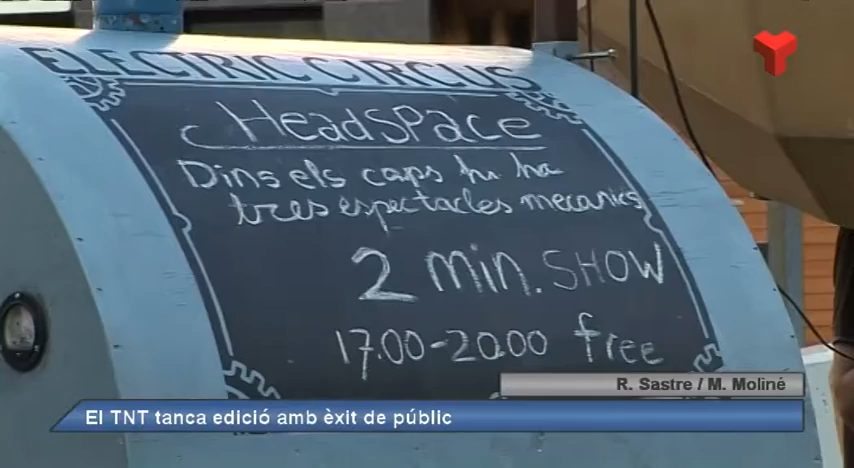 ELECTRIC CIRCUS
HeadSpace
Dins els caps hi ha
tres espectacles mecanics
2 min. SHOW
17.00-20.00 free
R. Sastre / M. Moliné
El TNT tanca edició amb èxit de públic